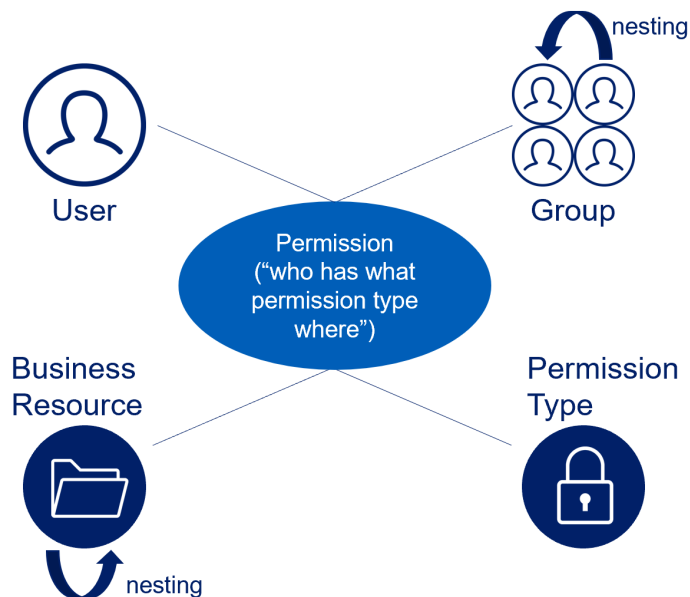 nesting
User
Group
Permission
(“who has what
permission type
where”)
Business
Resource
Permission
Type
nesting